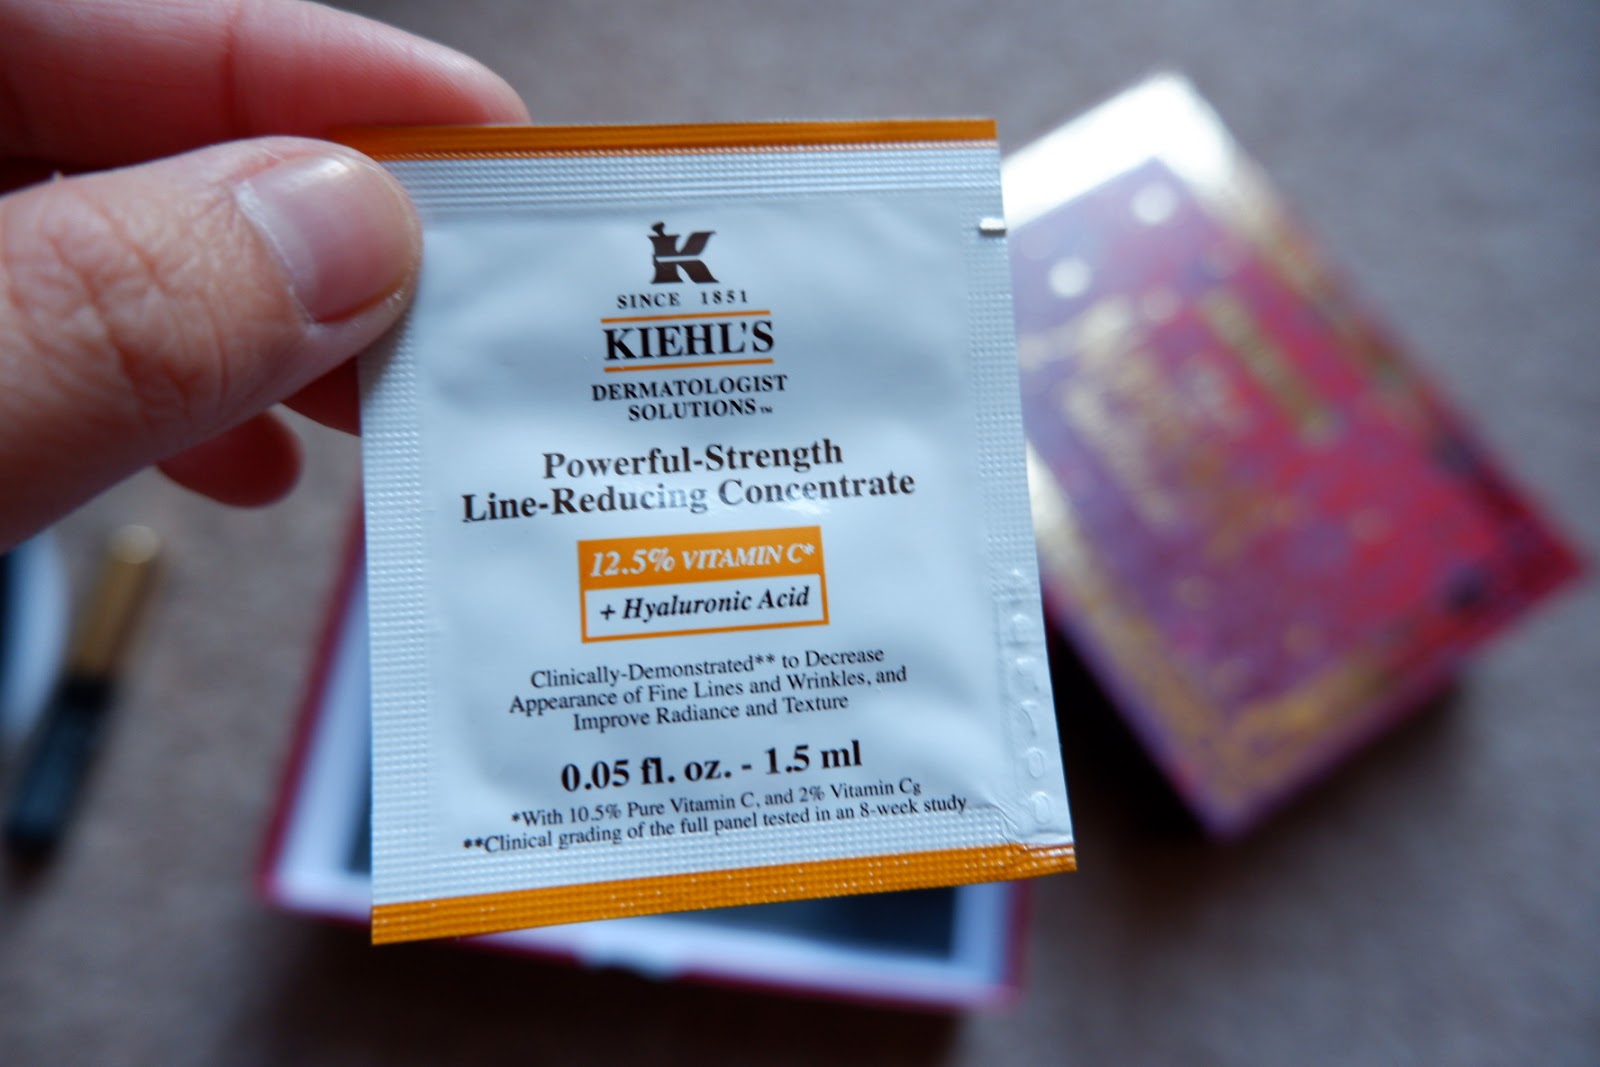 K
SINCE 1851
KIEHL'S
DERMATOLOGIST
SOLUTIONS™
Powerful-Strength
Line-Reducing Concentrate
12.5% VITAMIN C*
+ Hyaluronic Acid
Clinically-Demonstrated** to Decrease
Appearance of Fine Lines and Wrinkles, and
Improve Radiance and Texture
0.05 fl. oz. - 1.5 ml
*With 10.5% Pure Vitamin C, and 2% Vitamin Cg
**Clinical grading of the full panel tested in an 8-week study.